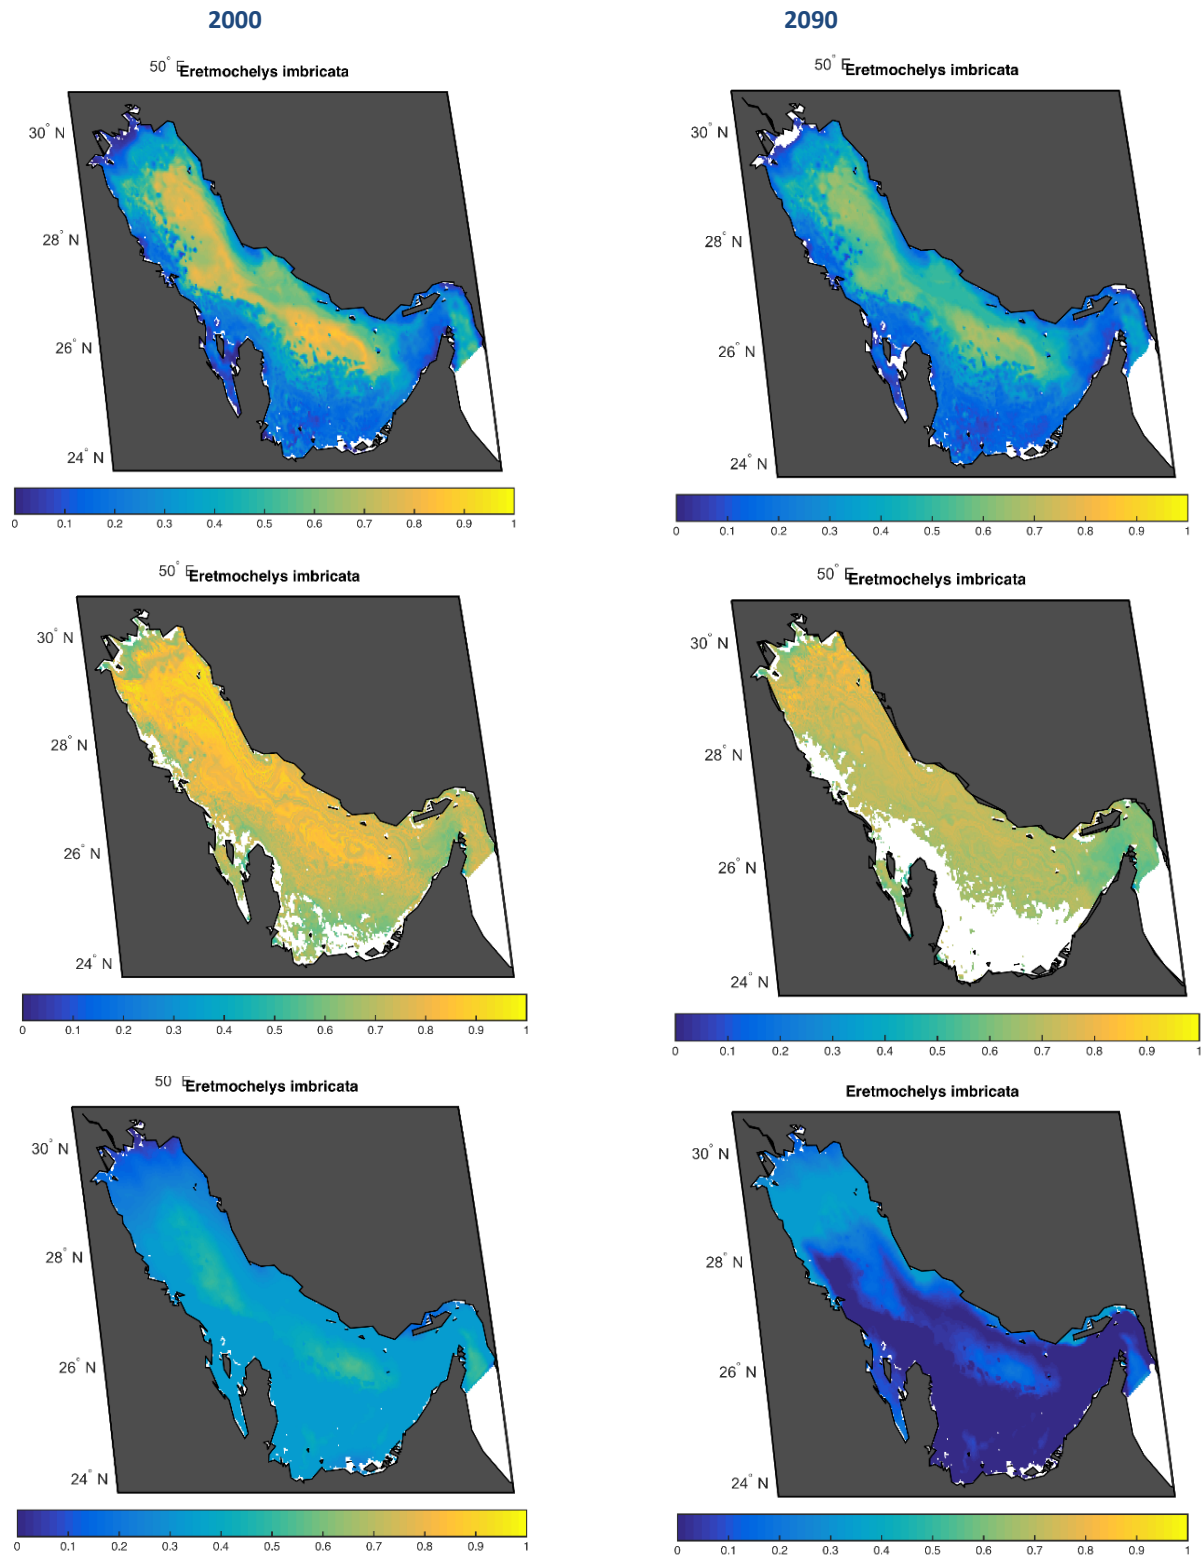 2000 2090
50° E Eretmochelys imbricata 50° E Eretmochelys imbricata
30° N 30° N
28° N 28° N
26° N 26° N
24° N 24° N
0 0.1 0.2 0.3 0.4 0.5 0.6 0.7 0.8 0.9 1 0 0.1 0.2 0.3 0.4 0.5 0.6 0.7 0.8 0.9 1
50° E Eretmochelys imbricata 50° E Eretmochelys imbricata
30° N 30° N
28° N 28° N
26° N 26° N
24° N 24° N
0 0.1 0.2 0.3 0.4 0.5 0.6 0.7 0.8 0.9 1 0 0.1 0.2 0.3 0.4 0.5 0.6 0.7 0.8 0.9 1
50 E Eretmochelys imbricata Eretmochelys imbricata
30° N 30° N
28° N 28° N
26° N 26° N
24° N 24° N
0 0.1 0.2 0.3 0.4 0.5 0.6 0.7 0.8 0.9 1 0 0.1 0.2 0.3 0.4 0.5 0.6 0.7 0.8 0.9 1